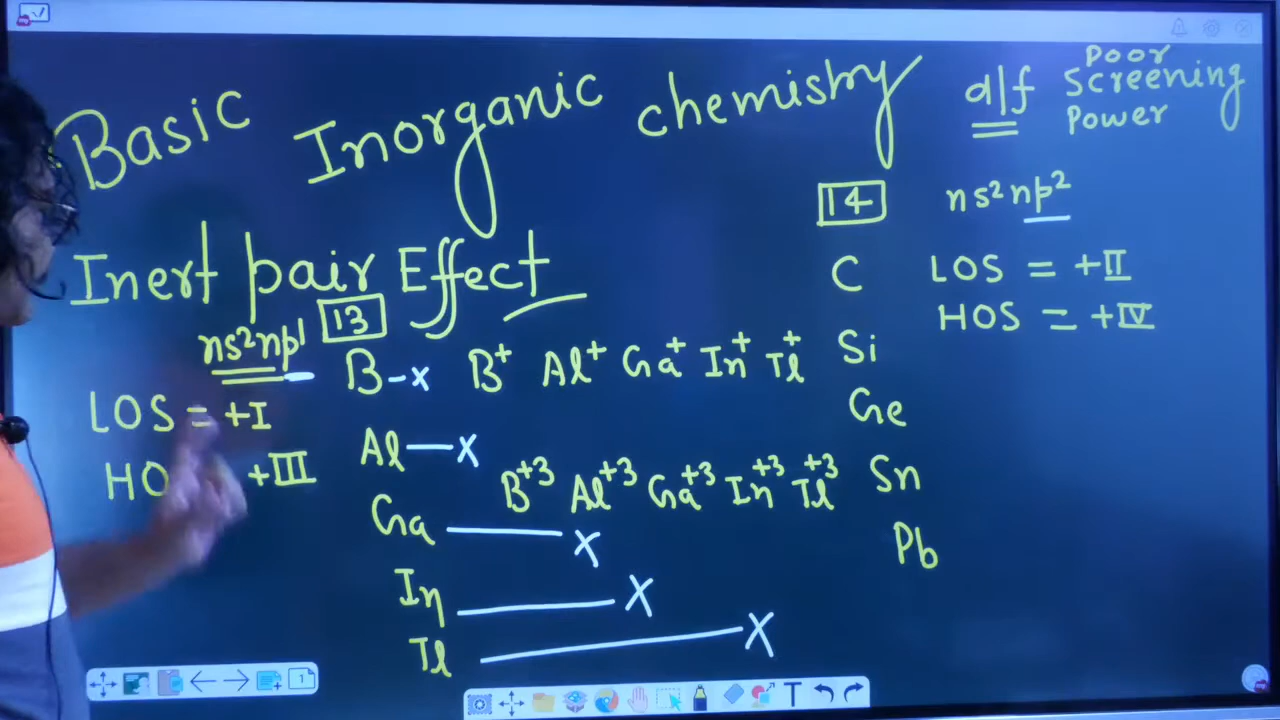 Basic Inorganic chemistry
d/f Poor Screening Power
Inert pair Effect
13
ns²np¹
LOS = +I
HO +III
B-x
Al—x
Ga — X
In — X
Tl — X
B⁺ Al⁺ Ga⁺ In⁺ Tl⁺
B⁺³ Al⁺³ Ga⁺³ In⁺³ Tl⁺³
14 ns²np²
C
Si
Ge
Sn
Pb
LOS = +II
HOS = +IV
1
T